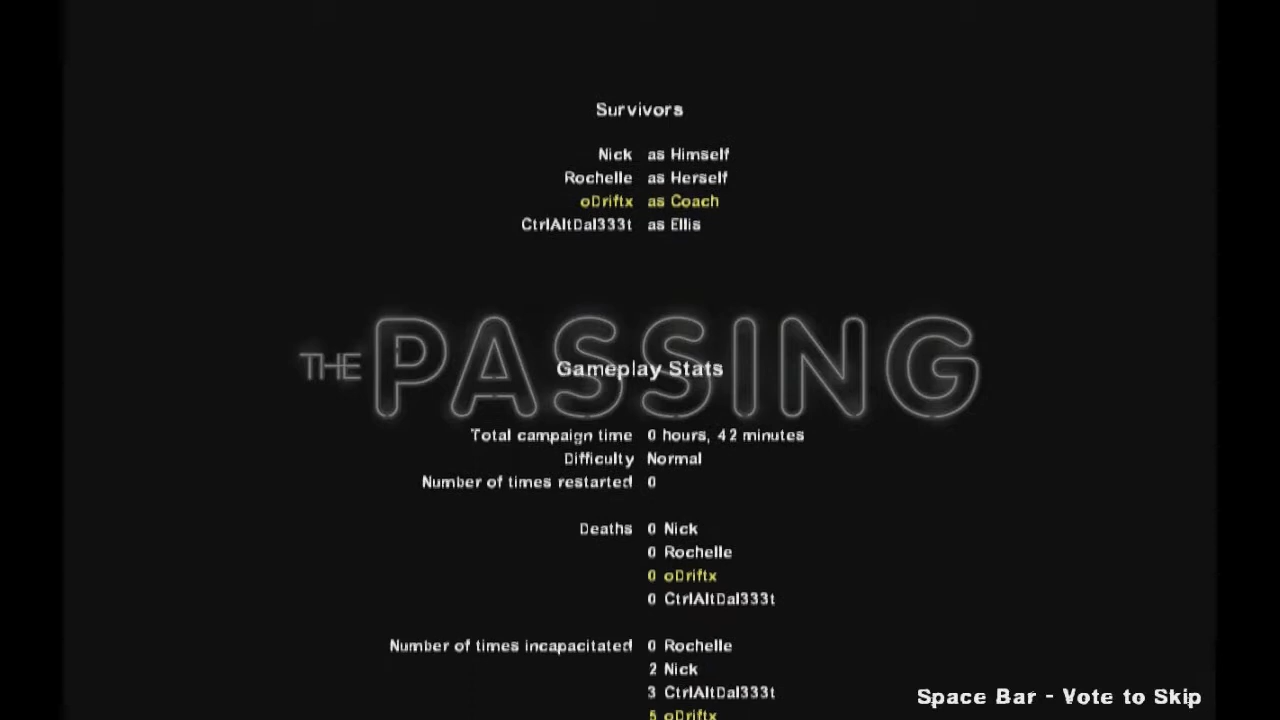 Survivors
Nick as Himself
Rochelle as Herself
oDriftx as Coach
CtrlAltDal333t as Ellis
THE PASSING
Gameplay Stats
Total campaign time 0 hours, 42 minutes
Difficulty Normal
Number of times restarted 0
Deaths 0 Nick
0 Rochelle
0 oDriftx
0 CtrlAltDal333t
Number of times incapacitated 0 Rochelle
2 Nick
3 CtrlAltDal333t
5 oDriftx
Space Bar - Vote to Skip